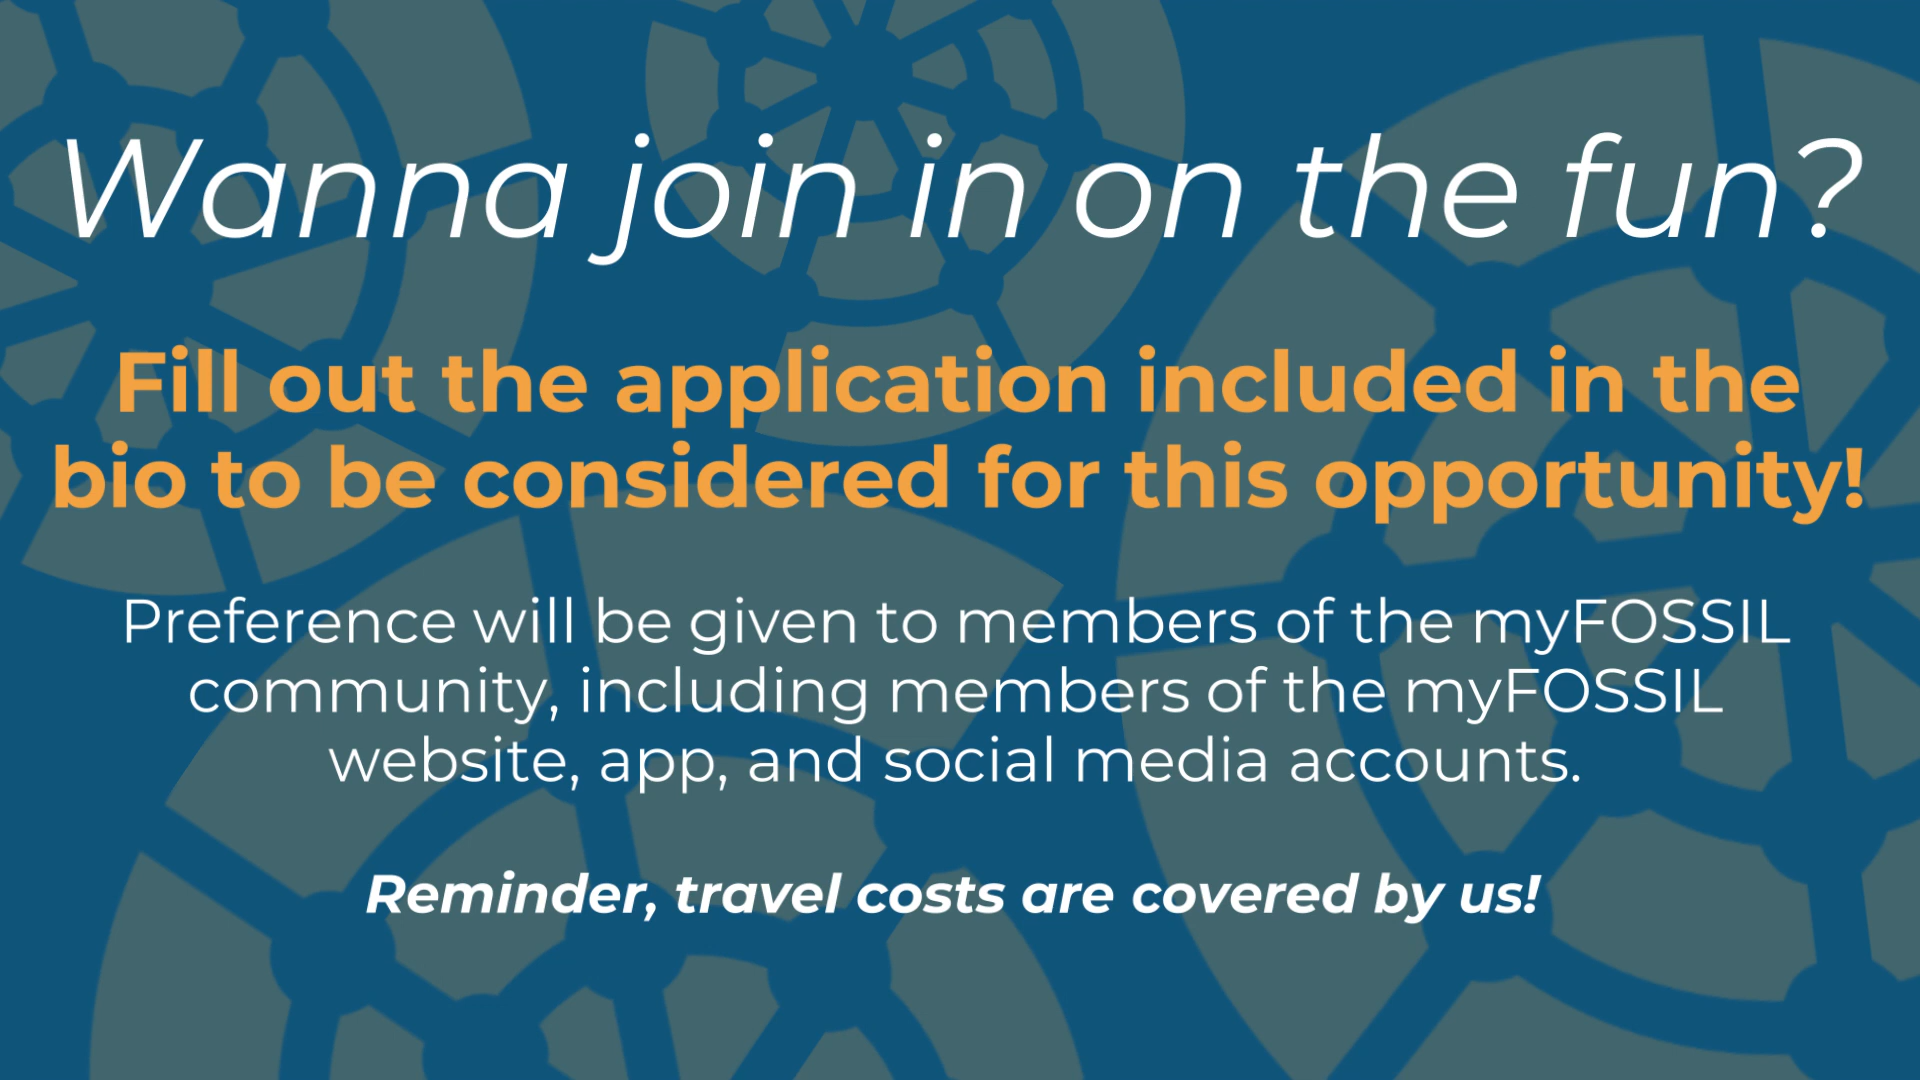 Wanna join in on the fun?
Fill out the application included in the
bio to be considered for this opportunity!
Preference will be given to members of the myFOSSIL
community, including members of the myFOSSIL
website, app, and social media accounts.
Reminder, travel costs are covered by us!